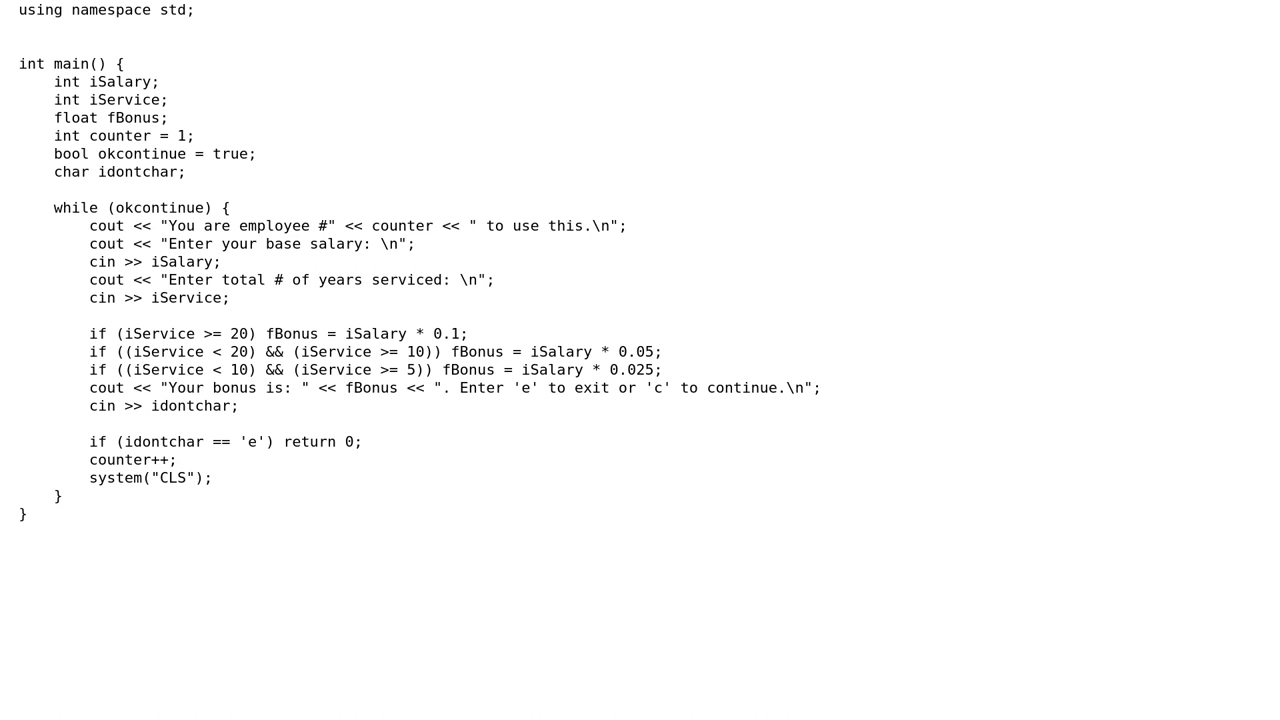 using namespace std;
int main() {
    int iSalary;
    int iService;
    float fBonus;
    int counter = 1;
    bool okcontinue = true;
    char idontchar;
    while (okcontinue) {
        cout << "You are employee #" << counter << " to use this.\n";
        cout << "Enter your base salary: \n";
        cin >> iSalary;
        cout << "Enter total # of years serviced: \n";
        cin >> iService;
        if (iService >= 20) fBonus = iSalary * 0.1;
        if ((iService < 20) && (iService >= 10)) fBonus = iSalary * 0.05;
        if ((iService < 10) && (iService >= 5)) fBonus = iSalary * 0.025;
        cout << "Your bonus is: " << fBonus << ". Enter 'e' to exit or 'c' to continue.\n";
        cin >> idontchar;
        if (idontchar == 'e') return 0;
        counter++;
        system("CLS");
    }
}